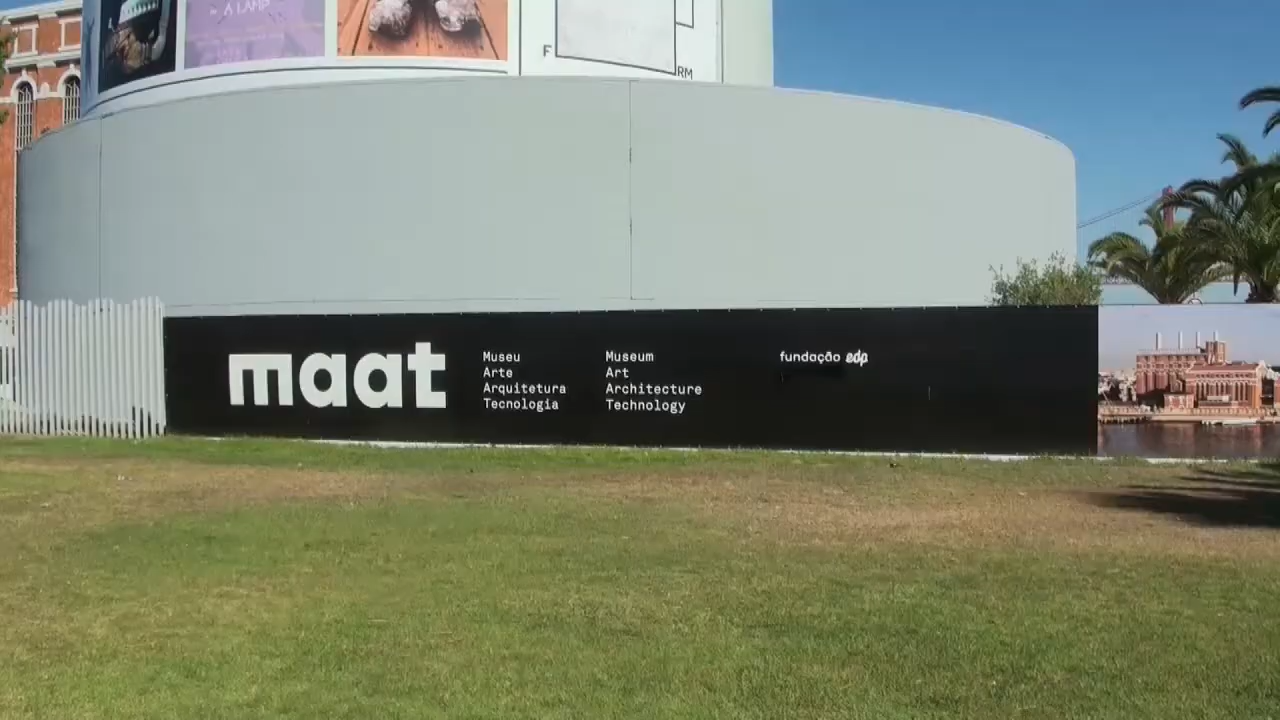 A LAMP
F
RM
maat
Museu
Arte
Arquitetura
Tecnologia
Museum
Art
Architecture
Technology
fundação edp